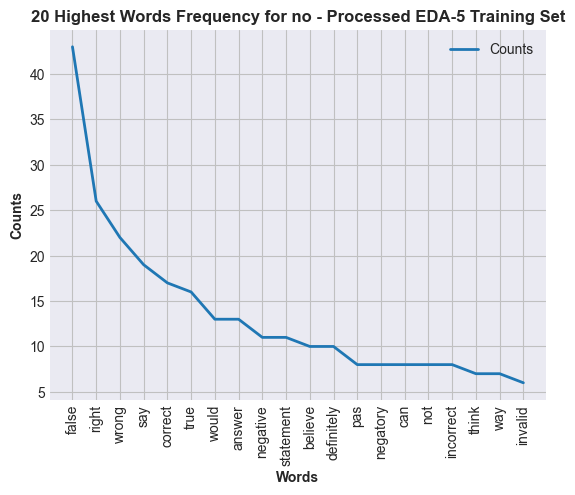 20 Highest Words Frequency for no - Processed EDA-5 Training Set
Counts
40
35
30
25
20
15
10
5
Counts
false
right
wrong
say
correct
true
would
answer
negative
statement
believe
definitely
pas
negatory
can
not
incorrect
think
way
invalid
Words